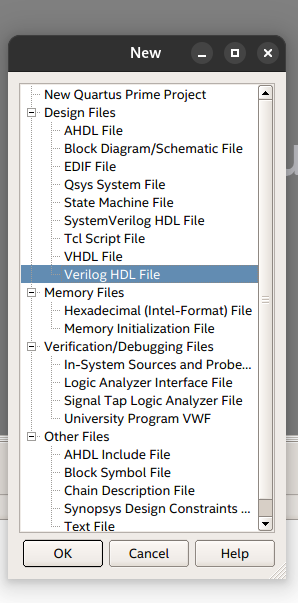 New
New Quartus Prime Project
Design Files
AHDL File
Block Diagram/Schematic File
EDIF File
Qsys System File
State Machine File
SystemVerilog HDL File
Tcl Script File
VHDL File
Verilog HDL File
Memory Files
Hexadecimal (Intel-Format) File
Memory Initialization File
Verification/Debugging Files
In-System Sources and Probe...
Logic Analyzer Interface File
Signal Tap Logic Analyzer File
University Program VWF
Other Files
AHDL Include File
Block Symbol File
Chain Description File
Synopsys Design Constraints ...
Text File
OK Cancel Help